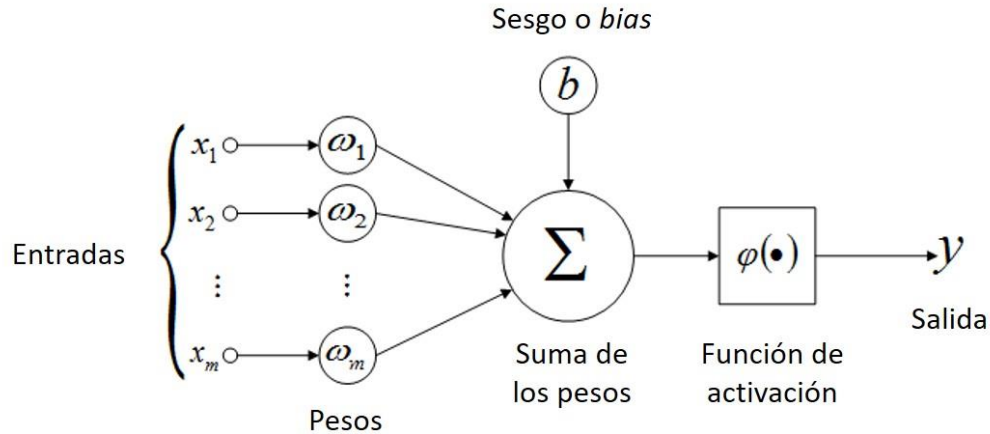 Sesgo o bias
b
x₁ ω₁
x₂ ω₂
Entradas
⋮ ⋮
Σ
φ(•)
y
Salida
xₘ ωₘ
Suma de
los pesos
Función de
activación
Pesos